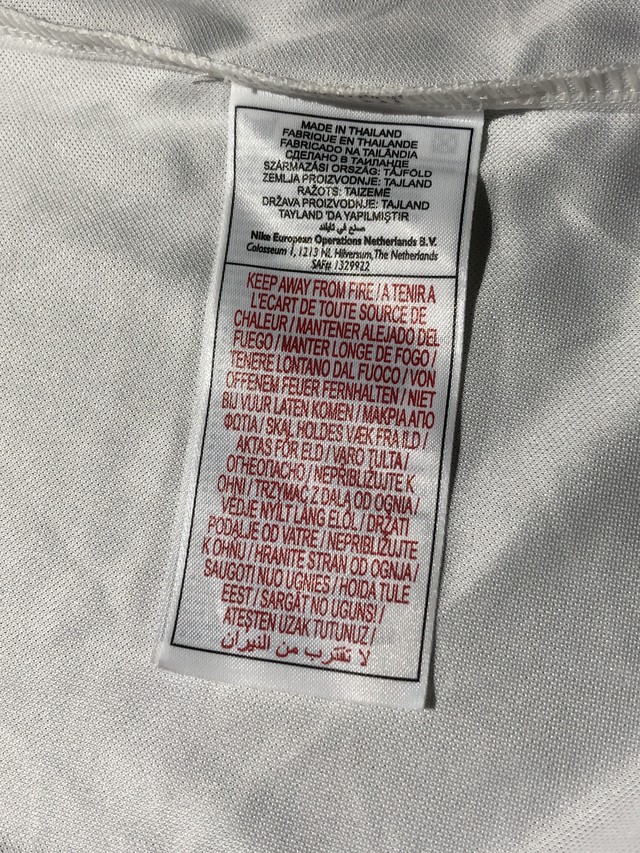 MADE IN THAILAND
FABRIQUE EN THAILANDE
FABRICADO NA TAILÂNDIA
СДЕЛАНО В ТАИЛАНДЕ
SZÁRMAZÁSI ORSZÁG: TAJFÖLD
ZEMLJA PROIZVODNJE: TAJLAND
RAŽOTS: TAIZEME
DRŽAVA PROIZVODNJE: TAJLAND
TAYLAND 'DA YAPILMIŞTIR
صنع في تايلند
Nike European Operations Netherlands B.V.
Colosseum 1, 1213 NL Hilversum, The Netherlands
SAF# 1329922
KEEP AWAY FROM FIRE / A TENIR A
L'ECART DE TOUTE SOURCE DE
CHALEUR / MANTENER ALEJADO DEL
FUEGO / MANTER LONGE DE FOGO /
TENERE LONTANO DAL FUOCO / VON
OFFENEM FEUER FERNHALTEN / NIET
BIJ VUUR LATEN KOMEN / ΜΑΚΡΙΑ ΑΠΟ
ΦΩΤΙΑ / SKAL HOLDES VÆK FRA ILD /
AKTAS FÖR ELD / VARO TULTA /
ОГНЕОПАСНО / NEPŘIBLIŽUJTE K
OHNI / TRZYMAĆ Z DALA OD OGNIA /
VÉDJE NYÍLT LÁNG ELŐL / DRŽATI
PODALJE OD VATRE / NEPRIBLIŽUJTE
K OHŇU / HRANITE STRAN OD OGNJA /
SAUGOTI NUO UGNIES / HOIDA TULE
EEST / SARGĀT NO UGUNS! /
ATEŞTEN UZAK TUTUNUZ /
لا تقترب من النيران